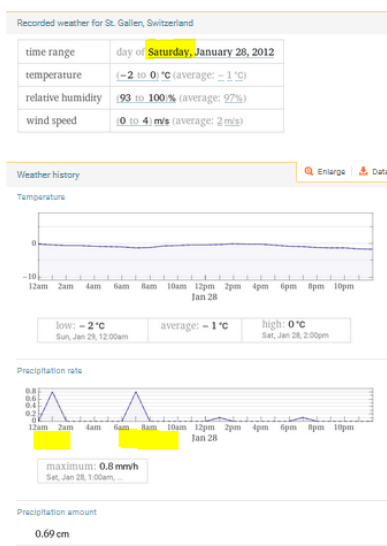 Recorded weather for St. Gallen, Switzerland
time range day of Saturday, January 28, 2012
temperature (−2 to 0) °C (average: −1 °C)
relative humidity (93 to 100)% (average: 97%)
wind speed (0 to 4) m/s (average: 2 m/s)
Weather history Enlarge Data
Temperature
0
−10
12am 2am 4am 6am 8am 10am 12pm 2pm 4pm 6pm 8pm 10pm
Jan 28
low: −2 °C average: −1 °C high: 0 °C
Sun, Jan 29, 12:00am Sat, Jan 28, 2:00pm
Precipitation rate
0.8
0.6
0.4
0.2
0
12am 2am 4am 6am 8am 10am 12pm 2pm 4pm 6pm 8pm 10pm
Jan 28
maximum: 0.8 mm/h
Sat, Jan 28, 1:00am, ...
Precipitation amount
0.69 cm